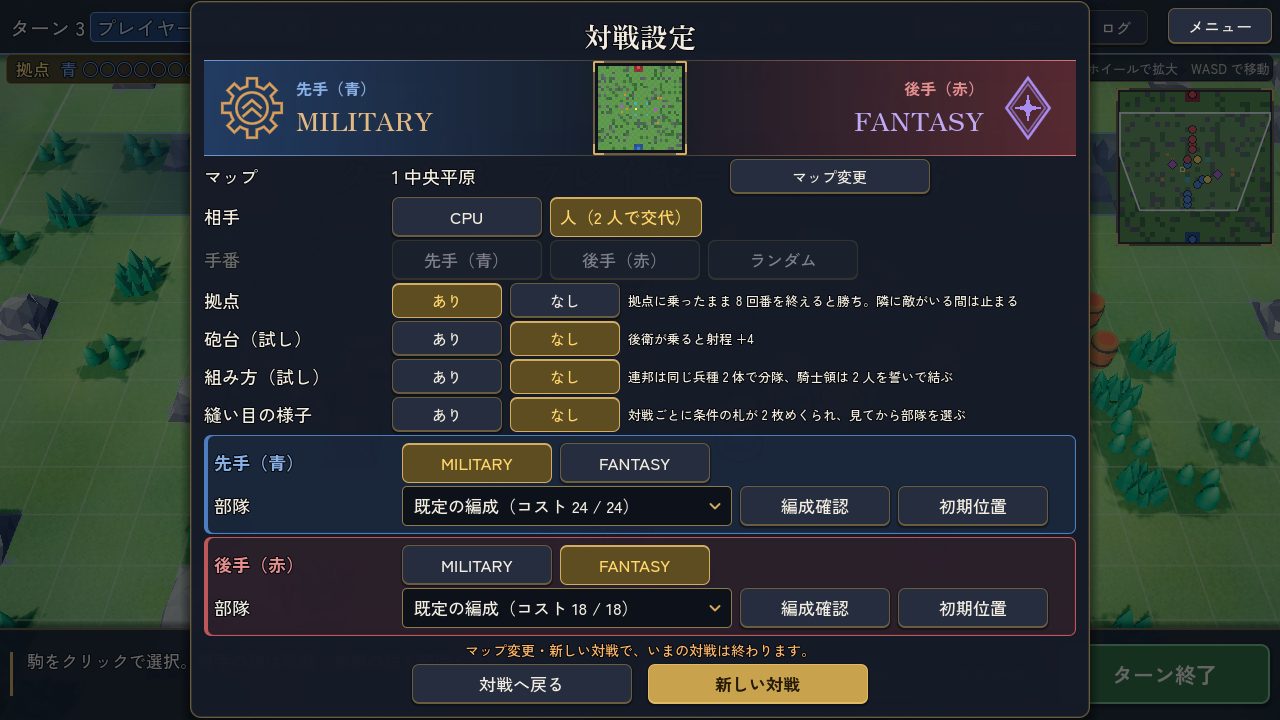 対戦設定
ターン 3 プレイヤー
ログ
メニュー
拠点 青
ホイールで拡大 WASD で移動
先手（青）
MILITARY
後手（赤）
FANTASY
マップ 1 中央平原 マップ変更
相手 CPU 人（2 人で交代）
手番 先手（青） 後手（赤） ランダム
拠点 あり なし 拠点に乗ったまま 8 回番を終えると勝ち。隣に敵がいる間は止まる
砲台（試し） あり なし 後衛が乗ると射程 +4
組み方（試し） あり なし 連邦は同じ兵種 2 体で分隊、騎士領は 2 人を誓いで結ぶ
縫い目の様子 あり なし 対戦ごとに条件の札が 2 枚めくられ、見てから部隊を選ぶ
先手（青） MILITARY FANTASY
部隊 既定の編成（コスト 24 / 24） 編成確認 初期位置
後手（赤） MILITARY FANTASY
部隊 既定の編成（コスト 18 / 18） 編成確認 初期位置
マップ変更・新しい対戦で、いまの対戦は終わります。
駒をクリックで選択。
対戦へ戻る 新しい対戦
ターン終了